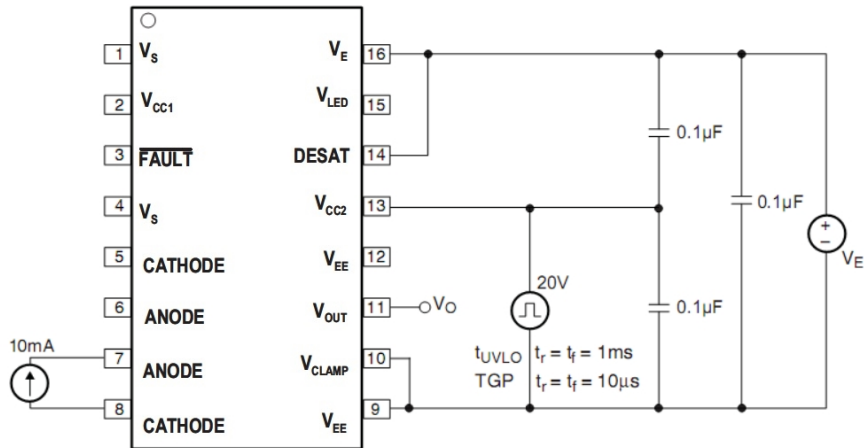 1 V_S V_E 16
2 V_CC1 V_LED 15
3 FAULT DESAT 14
4 V_S V_CC2 13
5 CATHODE V_EE 12
6 ANODE V_OUT 11 V_O
7 ANODE V_CLAMP 10
8 CATHODE V_EE 9
10mA
0.1µF
0.1µF
0.1µF
+
−
V_E
20V
t_UVLO t_r = t_f = 1ms
TGP t_r = t_f = 10µs